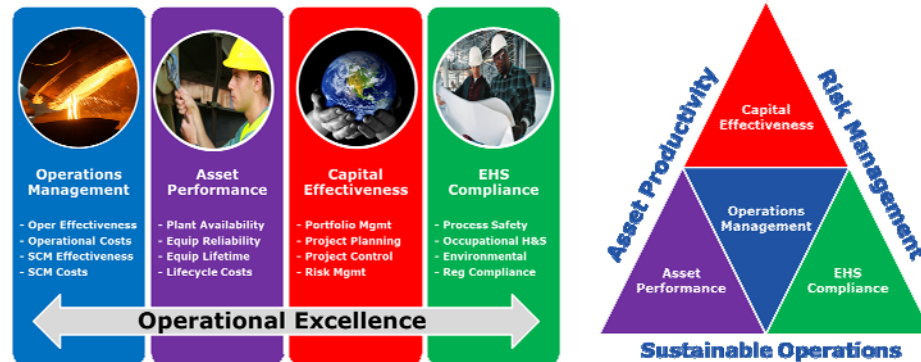 Operations
Management
- Oper Effectiveness
- Operational Costs
- SCM Effectiveness
- SCM Costs
Asset
Performance
- Plant Availability
- Equip Reliability
- Equip Lifetime
- Lifecycle Costs
Capital
Effectiveness
- Portfolio Mgmt
- Project Planning
- Project Control
- Risk Mgmt
EHS
Compliance
- Process Safety
- Occupational H&S
- Environmental
- Reg Compliance
Operational Excellence
Asset Productivity
Risk Management
Capital
Effectiveness
Operations
Management
Asset
Performance
EHS
Compliance
Sustainable Operations